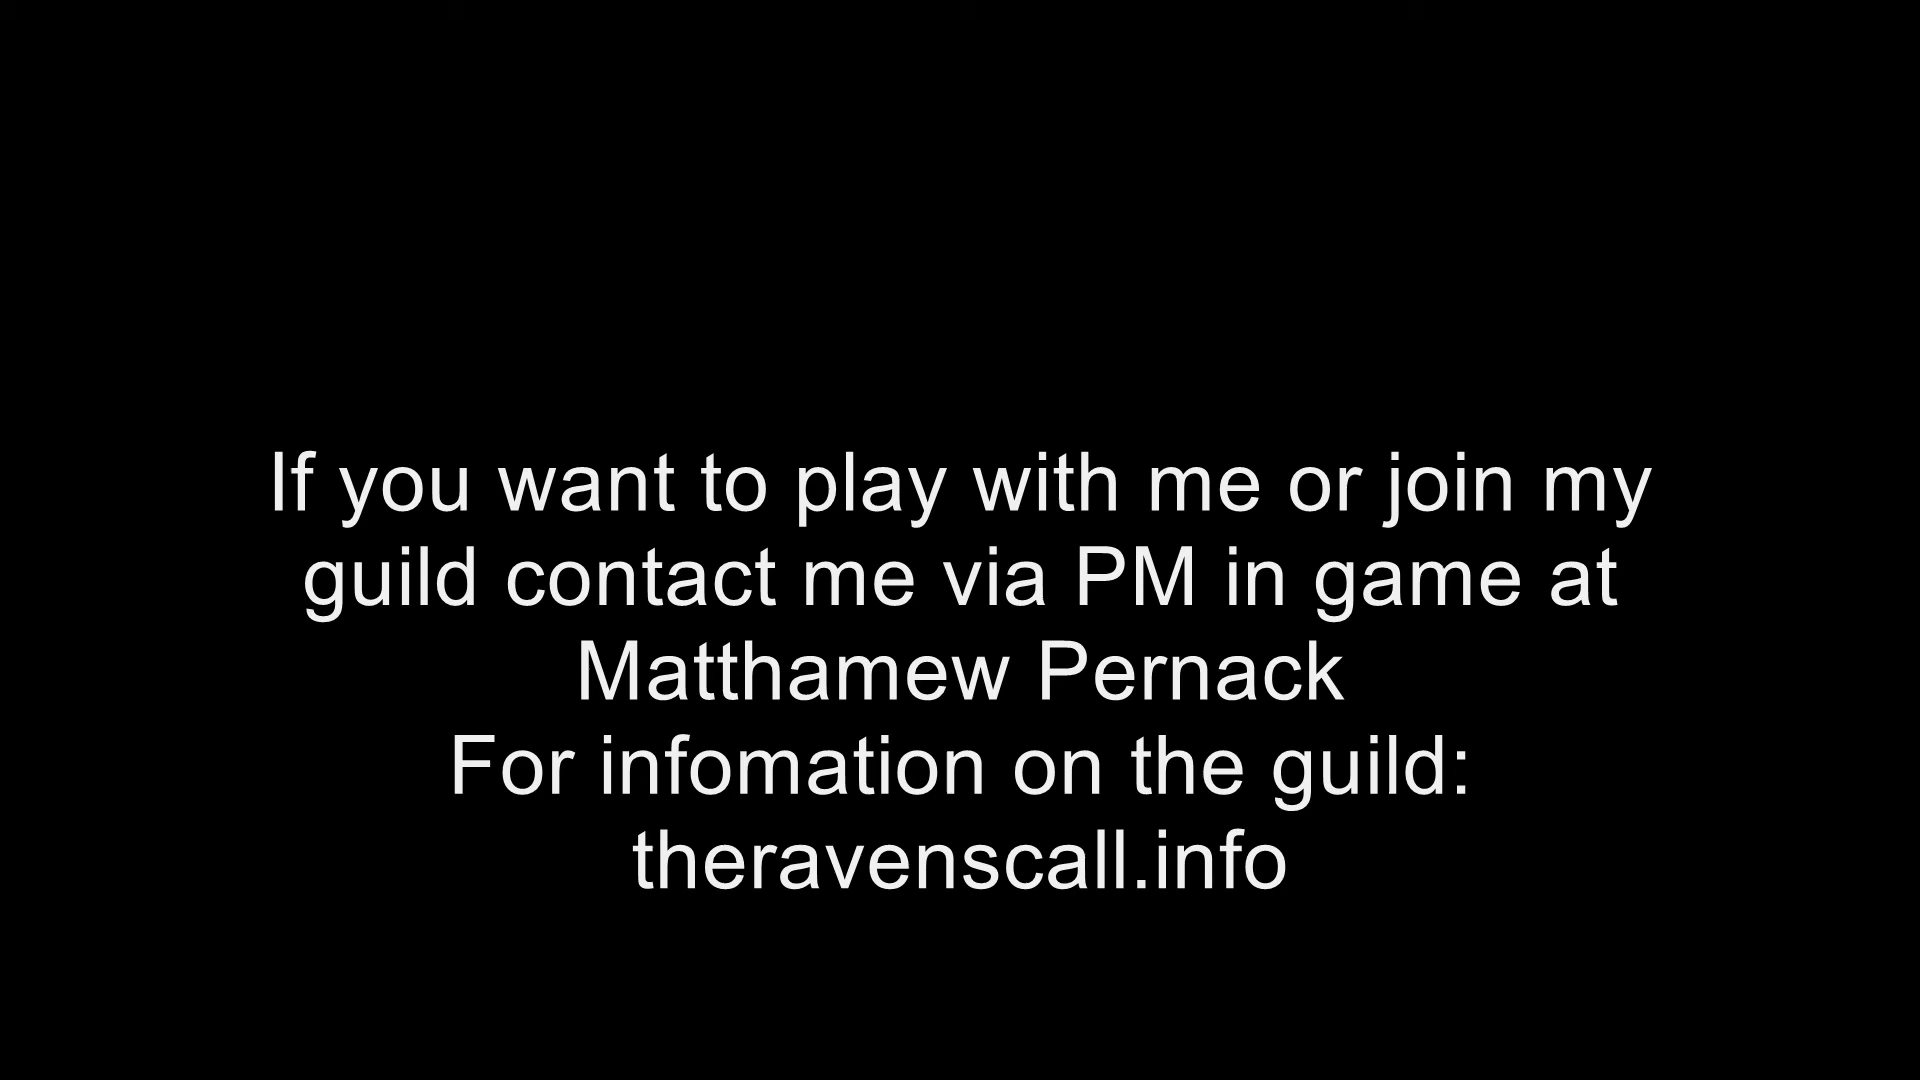 If you want to play with me or join my
guild contact me via PM in game at
Matthamew Pernack
For infomation on the guild:
theravenscall.info